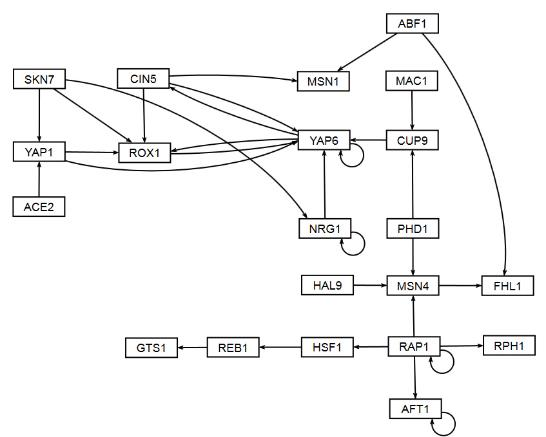 ABF1
SKN7
CIN5
MSN1
MAC1
YAP1
ROX1
YAP6
CUP9
ACE2
NRG1
PHD1
HAL9
MSN4
FHL1
GTS1
REB1
HSF1
RAP1
RPH1
AFT1